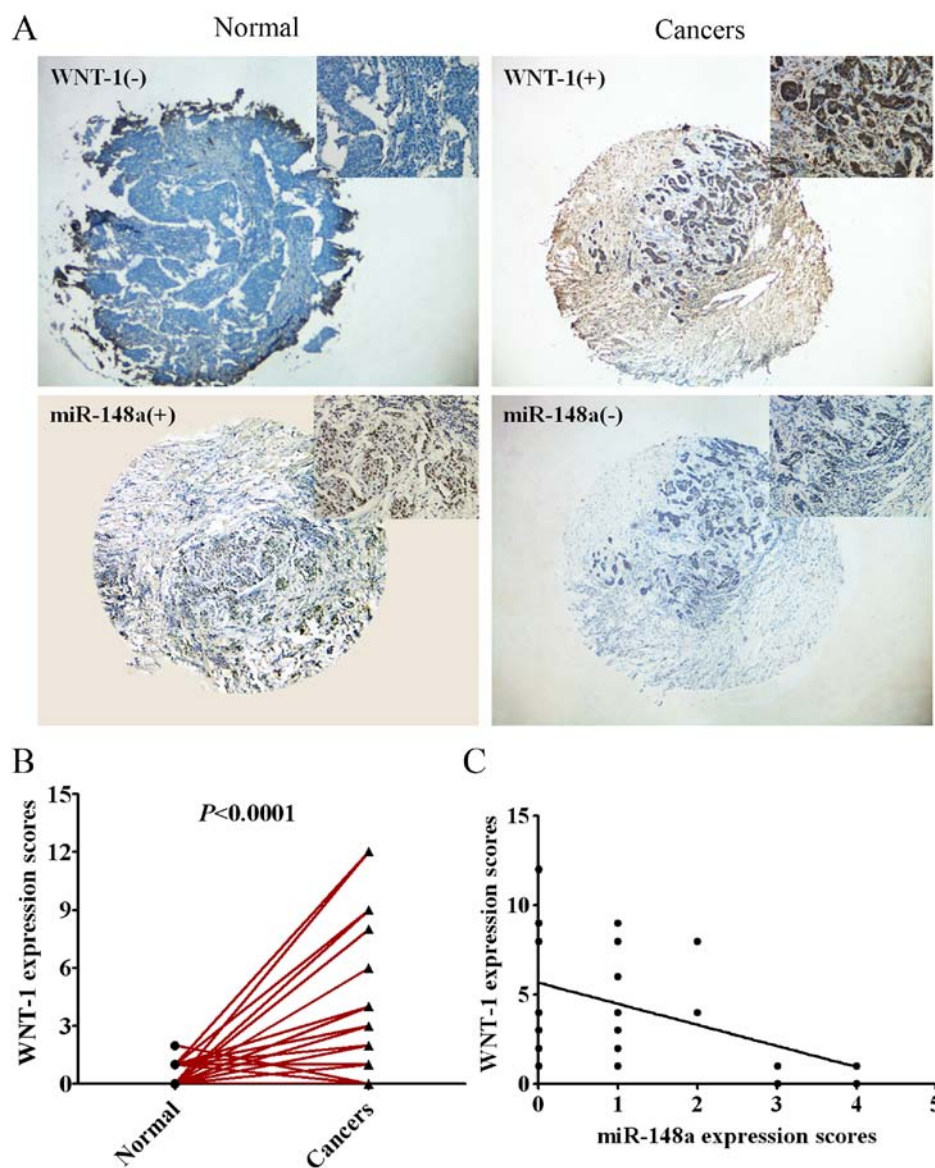 A
Normal
Cancers
WNT-1(-)
WNT-1(+)
miR-148a(+)
miR-148a(-)
B
P<0.0001
WNT-1 expression scores
15
12
9
6
3
0
Normal
Cancers
C
WNT-1 expression scores
15
10
5
0
0 1 2 3 4 5
miR-148a expression scores